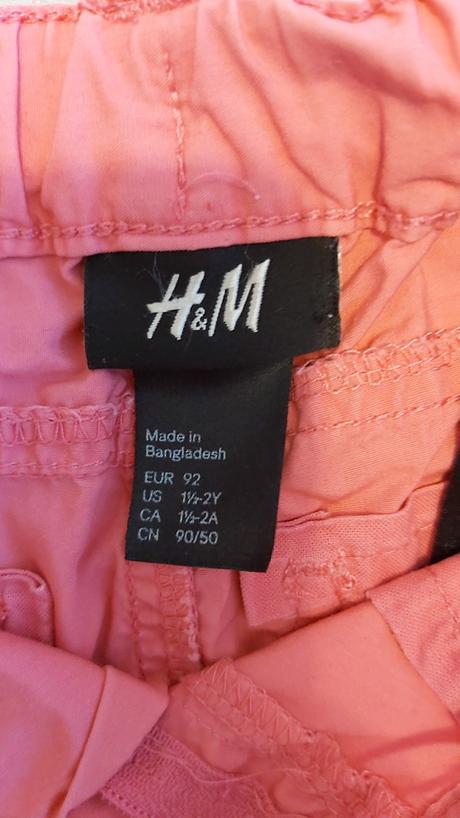 H&M
Made in
Bangladesh
EUR 92
US 1½-2Y
CA 1½-2A
CN 90/50